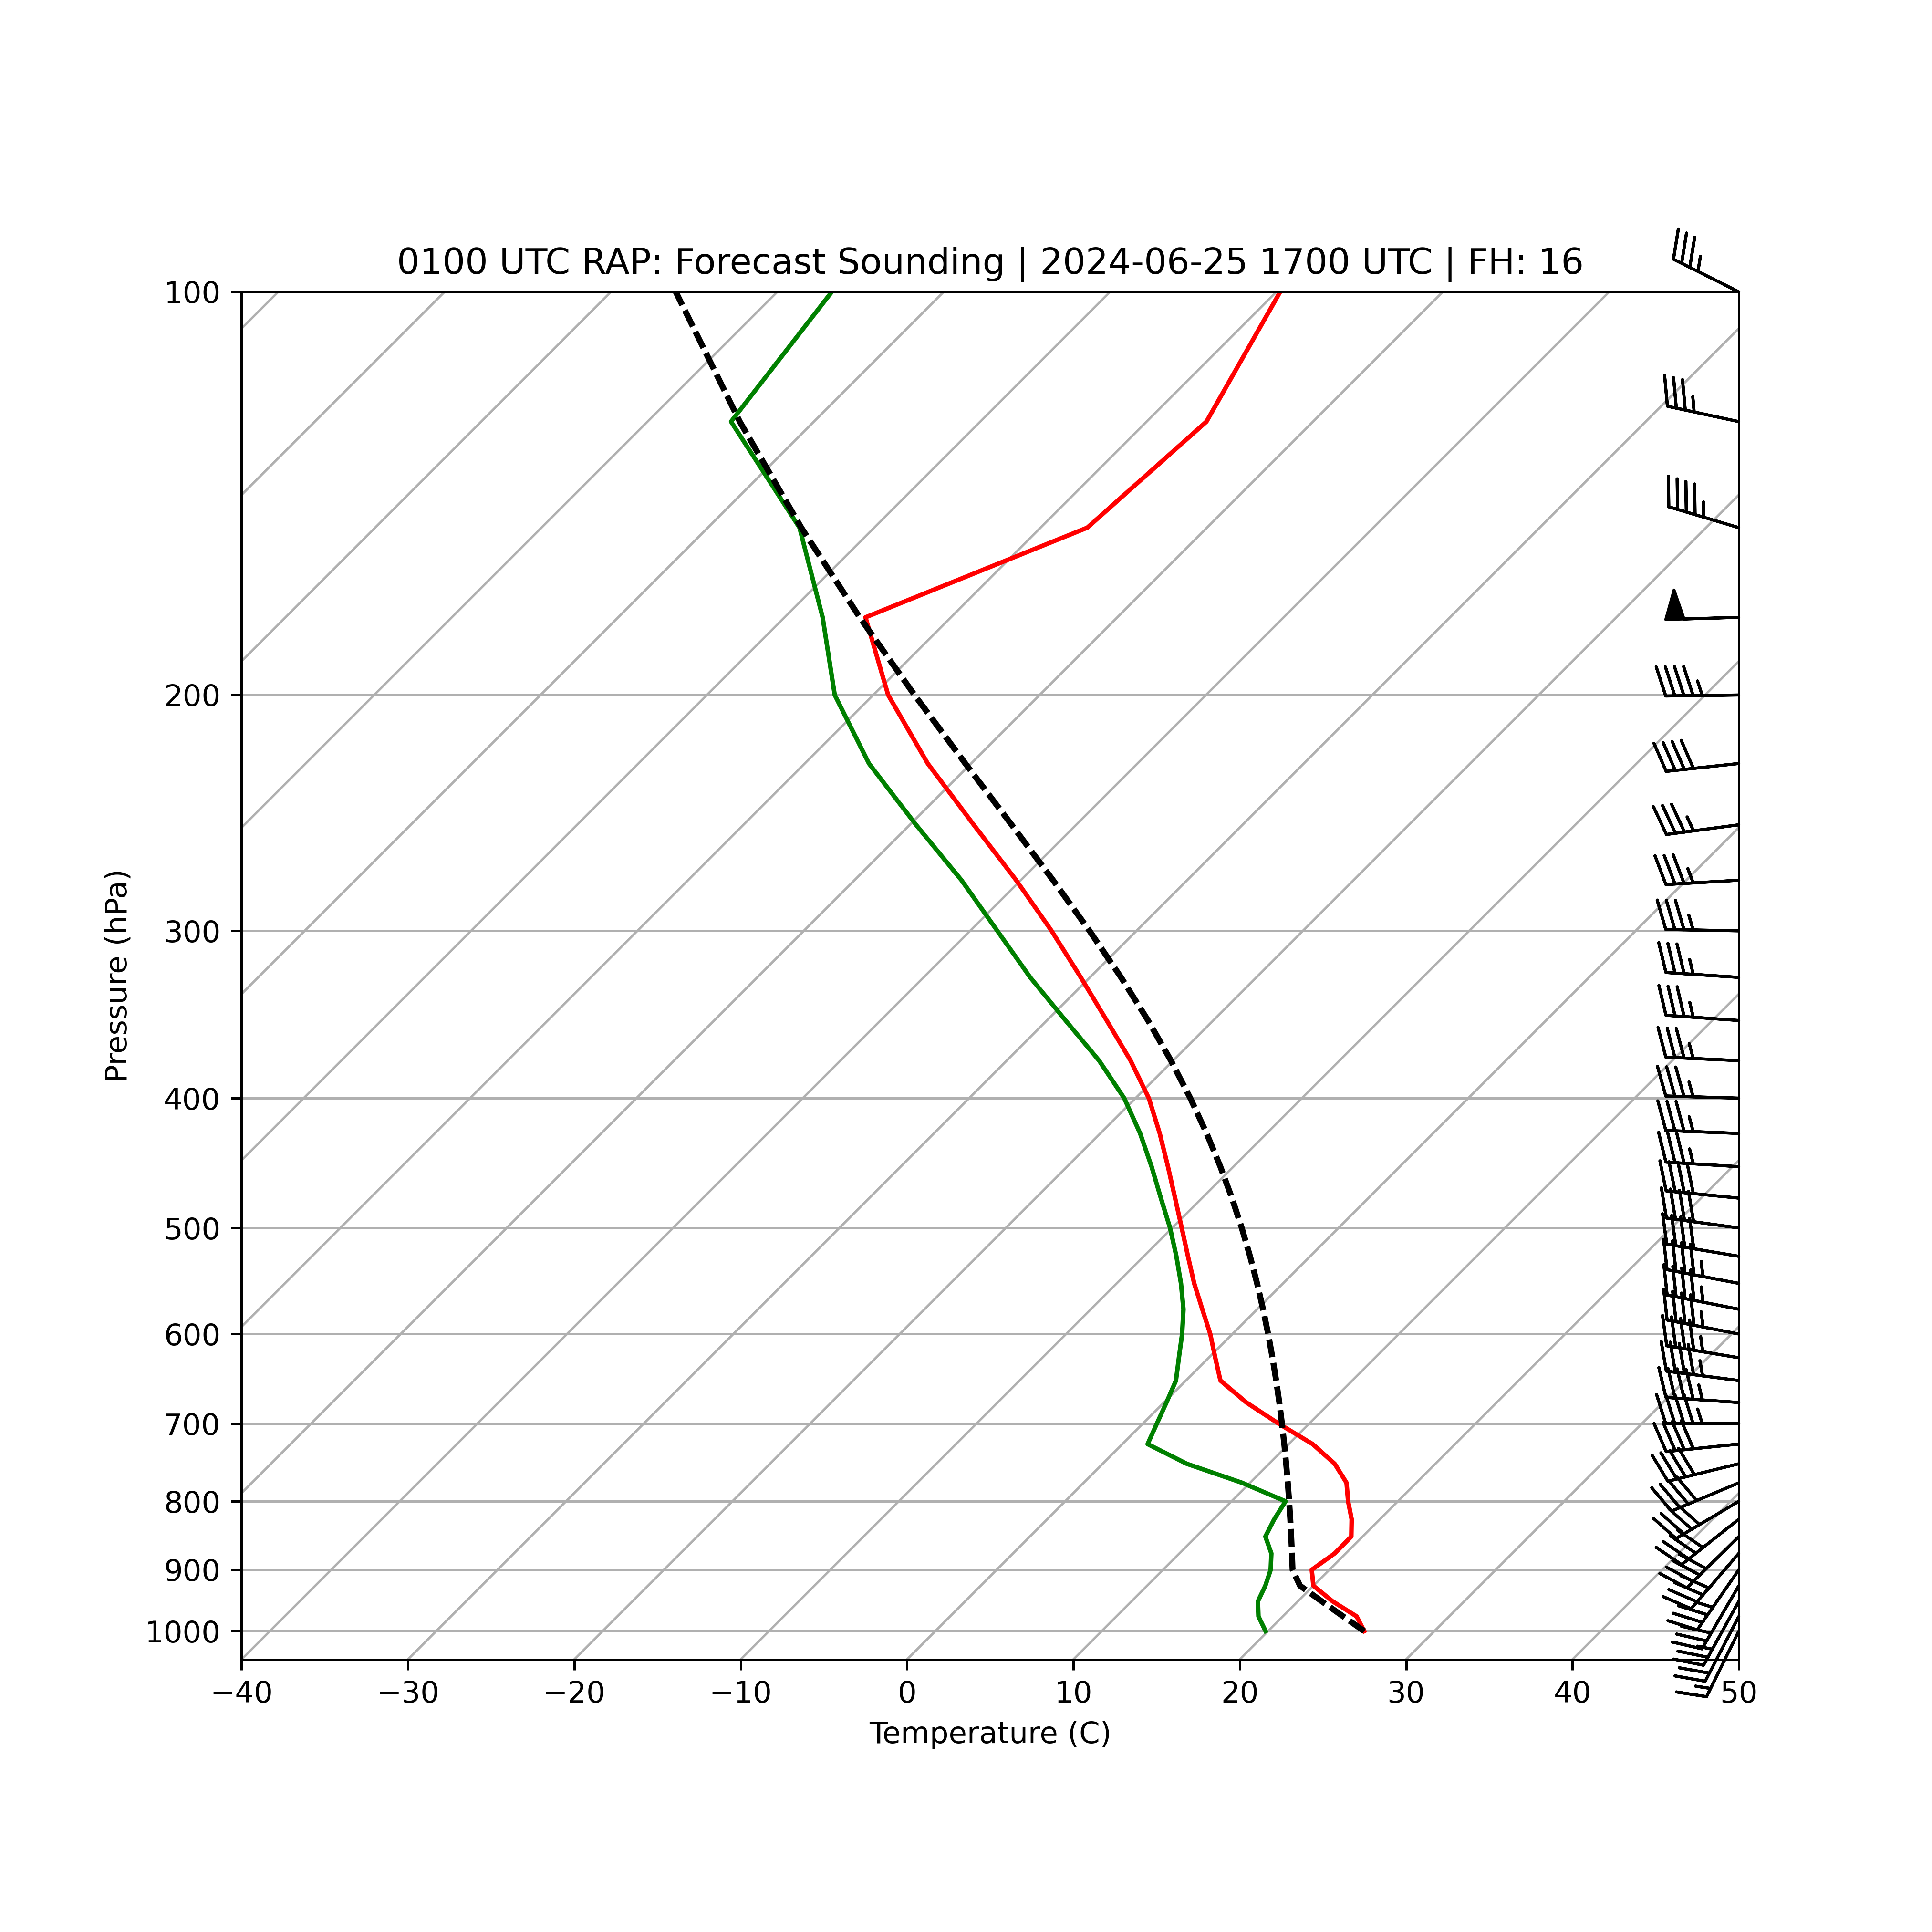 0100 UTC RAP: Forecast Sounding | 2024-06-25 1700 UTC | FH: 16
100
200
300
400
500
600
700
800
900
1000
Pressure (hPa)
−40 −30 −20 −10 0 10 20 30 40 50
Temperature (C)